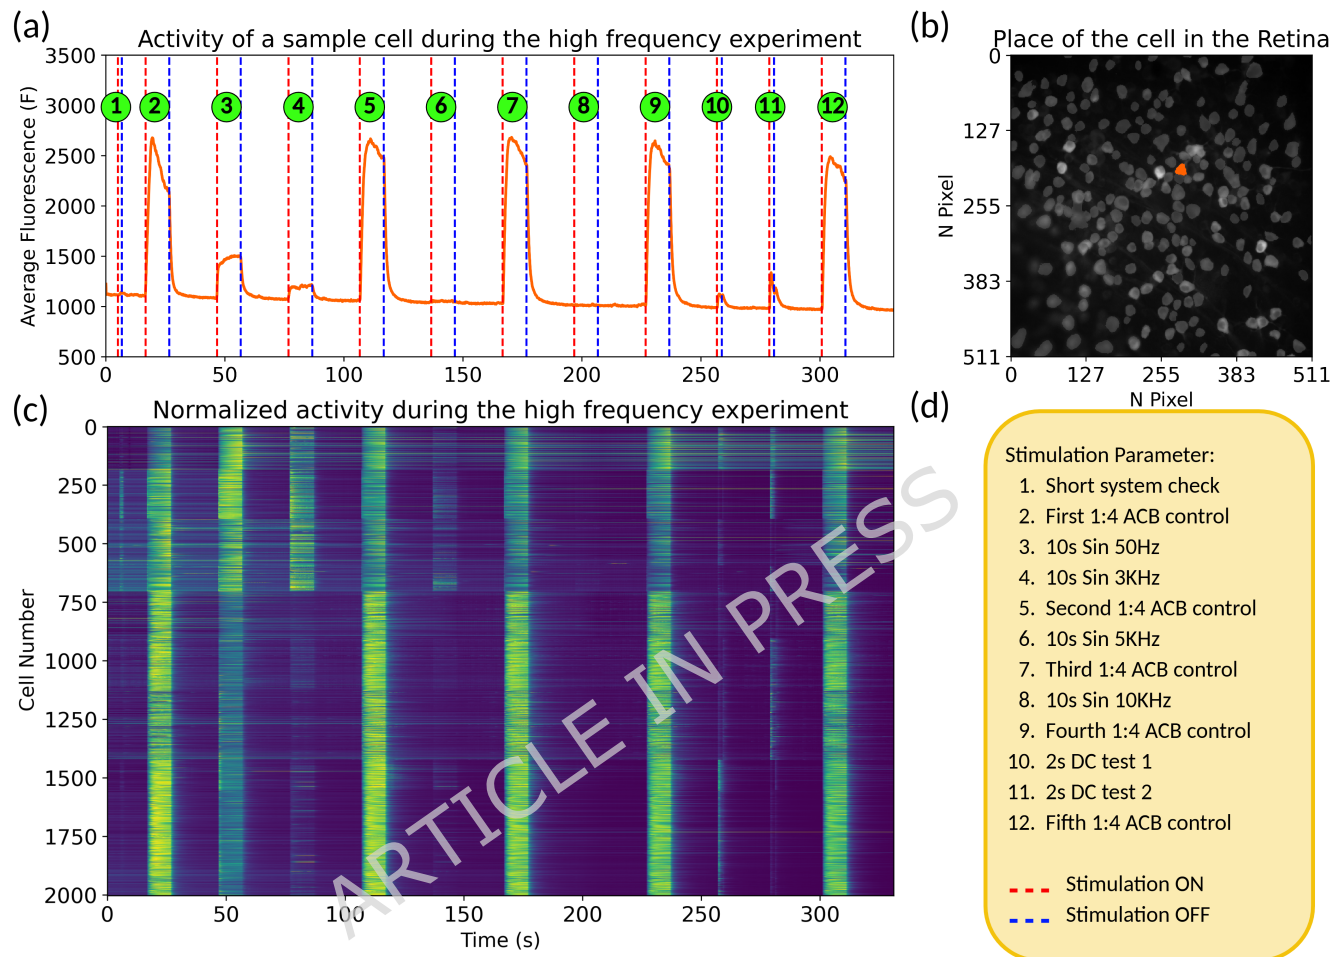 (a)
Activity of a sample cell during the high frequency experiment
Average Fluorescence (F)
3500
3000
2500
2000
1500
1000
500
1 2 3 4 5 6 7 8 9 10 11 12
0 50 100 150 200 250 300
(b)
Place of the cell in the Retina
N Pixel
0
127
255
383
511
0 127 255 383 511
N Pixel
(c)
Normalized activity during the high frequency experiment
Cell Number
0
250
500
750
1000
1250
1500
1750
2000
0 50 100 150 200 250 300
Time (s)
ARTICLE IN PRESS
(d)
Stimulation Parameter:
1. Short system check
2. First 1:4 ACB control
3. 10s Sin 50Hz
4. 10s Sin 3KHz
5. Second 1:4 ACB control
6. 10s Sin 5KHz
7. Third 1:4 ACB control
8. 10s Sin 10KHz
9. Fourth 1:4 ACB control
10. 2s DC test 1
11. 2s DC test 2
12. Fifth 1:4 ACB control
Stimulation ON
Stimulation OFF